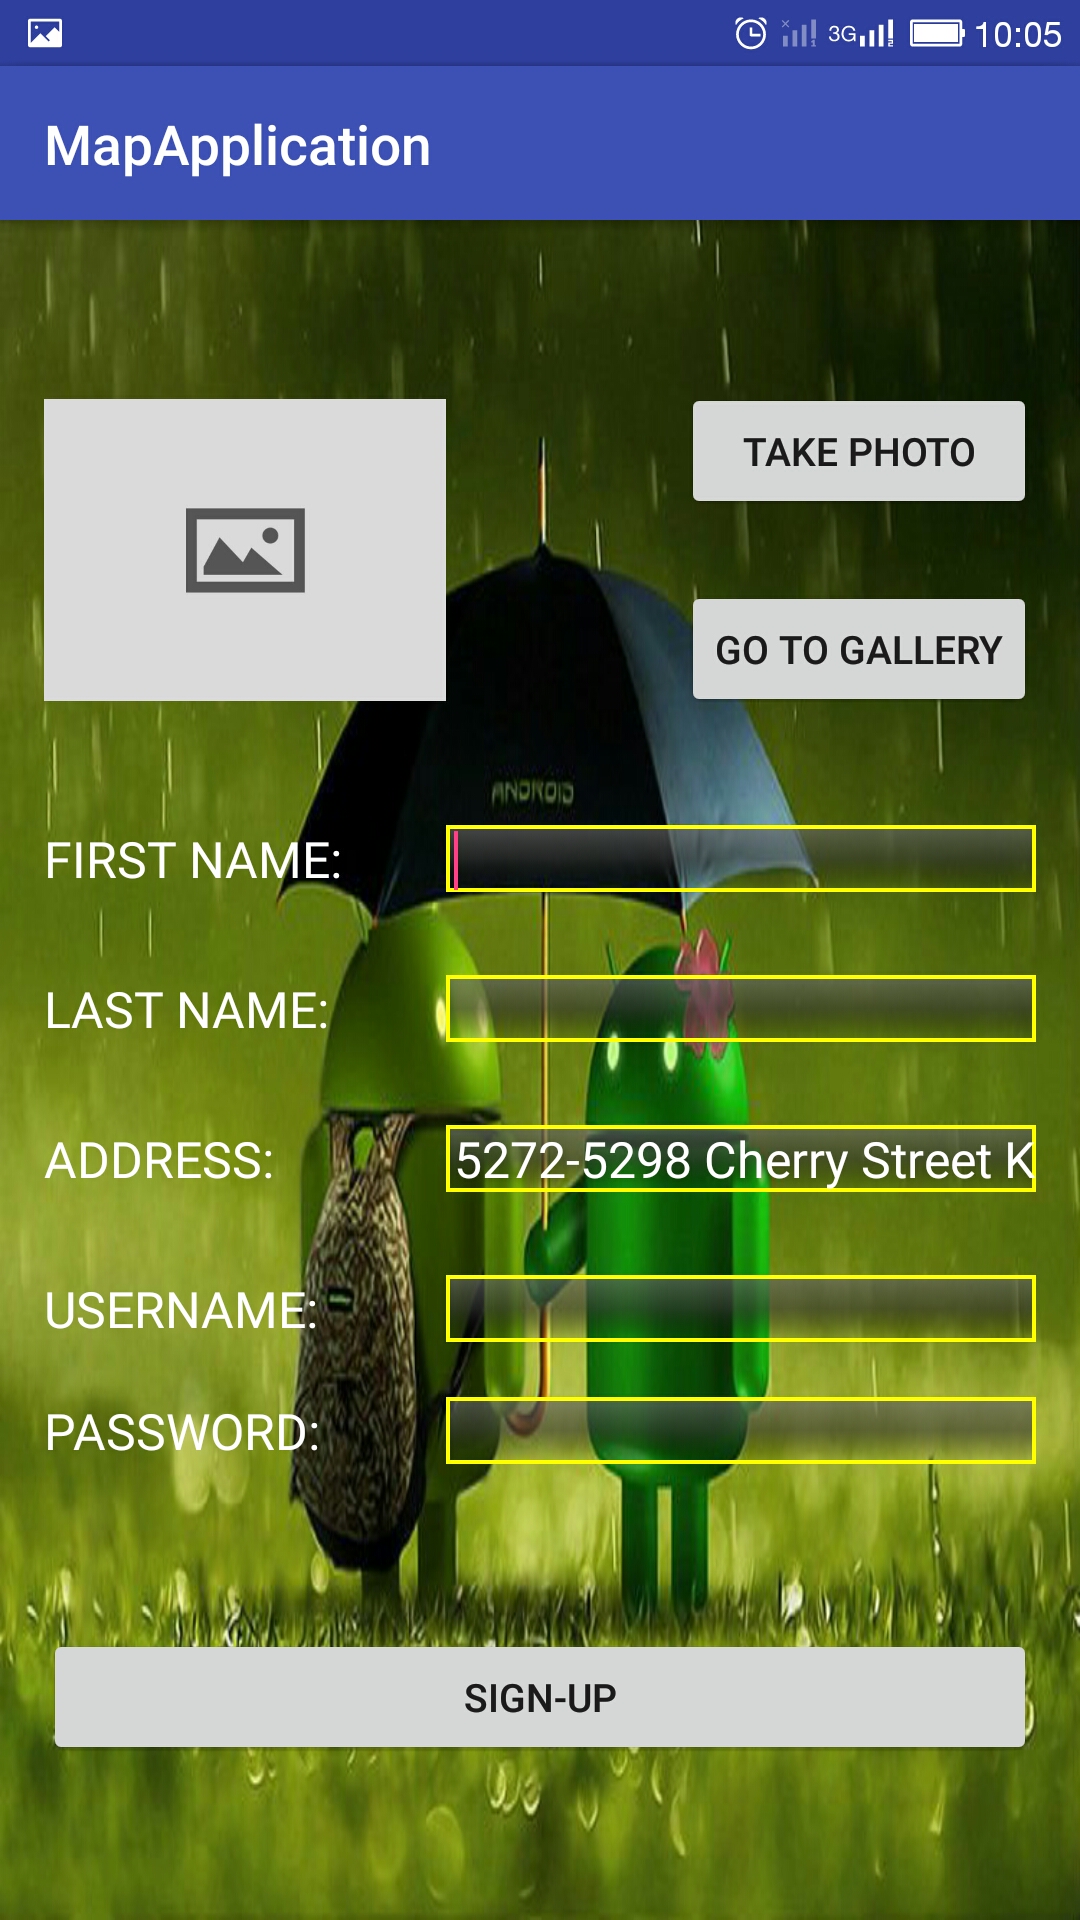 3G 10:05
MapApplication
TAKE PHOTO
GO TO GALLERY
ANDROID
FIRST NAME:
LAST NAME:
ADDRESS: 5272-5298 Cherry Street K
USERNAME:
PASSWORD:
SIGN-UP